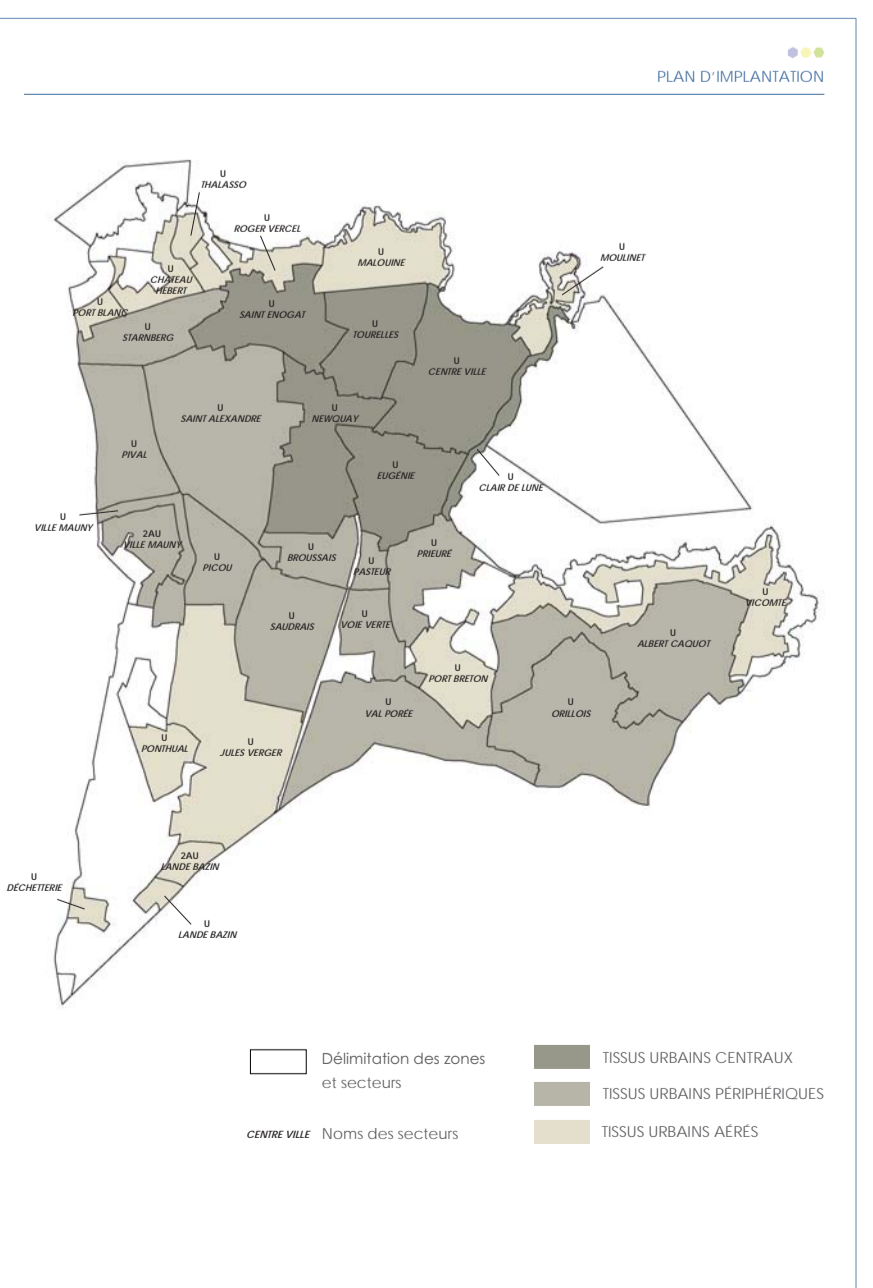 PLAN D'IMPLANTATION
U
THALASSO
U
ROGER VERCEL
U
MALOUINE
U
MOULINET
U
CHATEAU
HÉBERT
U
PORT BLANC
U
STARNBERG
U
SAINT ENOGAT
U
TOURELLES
U
CENTRE VILLE
U
SAINT ALEXANDRE
U
NEWQUAY
U
PIVAL
U
EUGÉNIE
U
CLAIR DE LUNE
U
VILLE MAUNY
2AU
VILLE MAUNY
U
PICOU
U
BROUSSAIS
U
PASTEUR
U
PRIEURÉ
U
VICOMTE
U
SAUDRAIS
U
VOIE VERTE
U
ALBERT CAQUOT
U
PORT BRETON
U
VAL PORÉE
U
ORILLOIS
U
PONTHUAL
U
JULES VERGER
2AU
LANDE BAZIN
U
DÉCHETTERIE
U
LANDE BAZIN
Délimitation des zones
et secteurs
CENTRE VILLE Noms des secteurs
TISSUS URBAINS CENTRAUX
TISSUS URBAINS PÉRIPHÉRIQUES
TISSUS URBAINS AÉRÉS